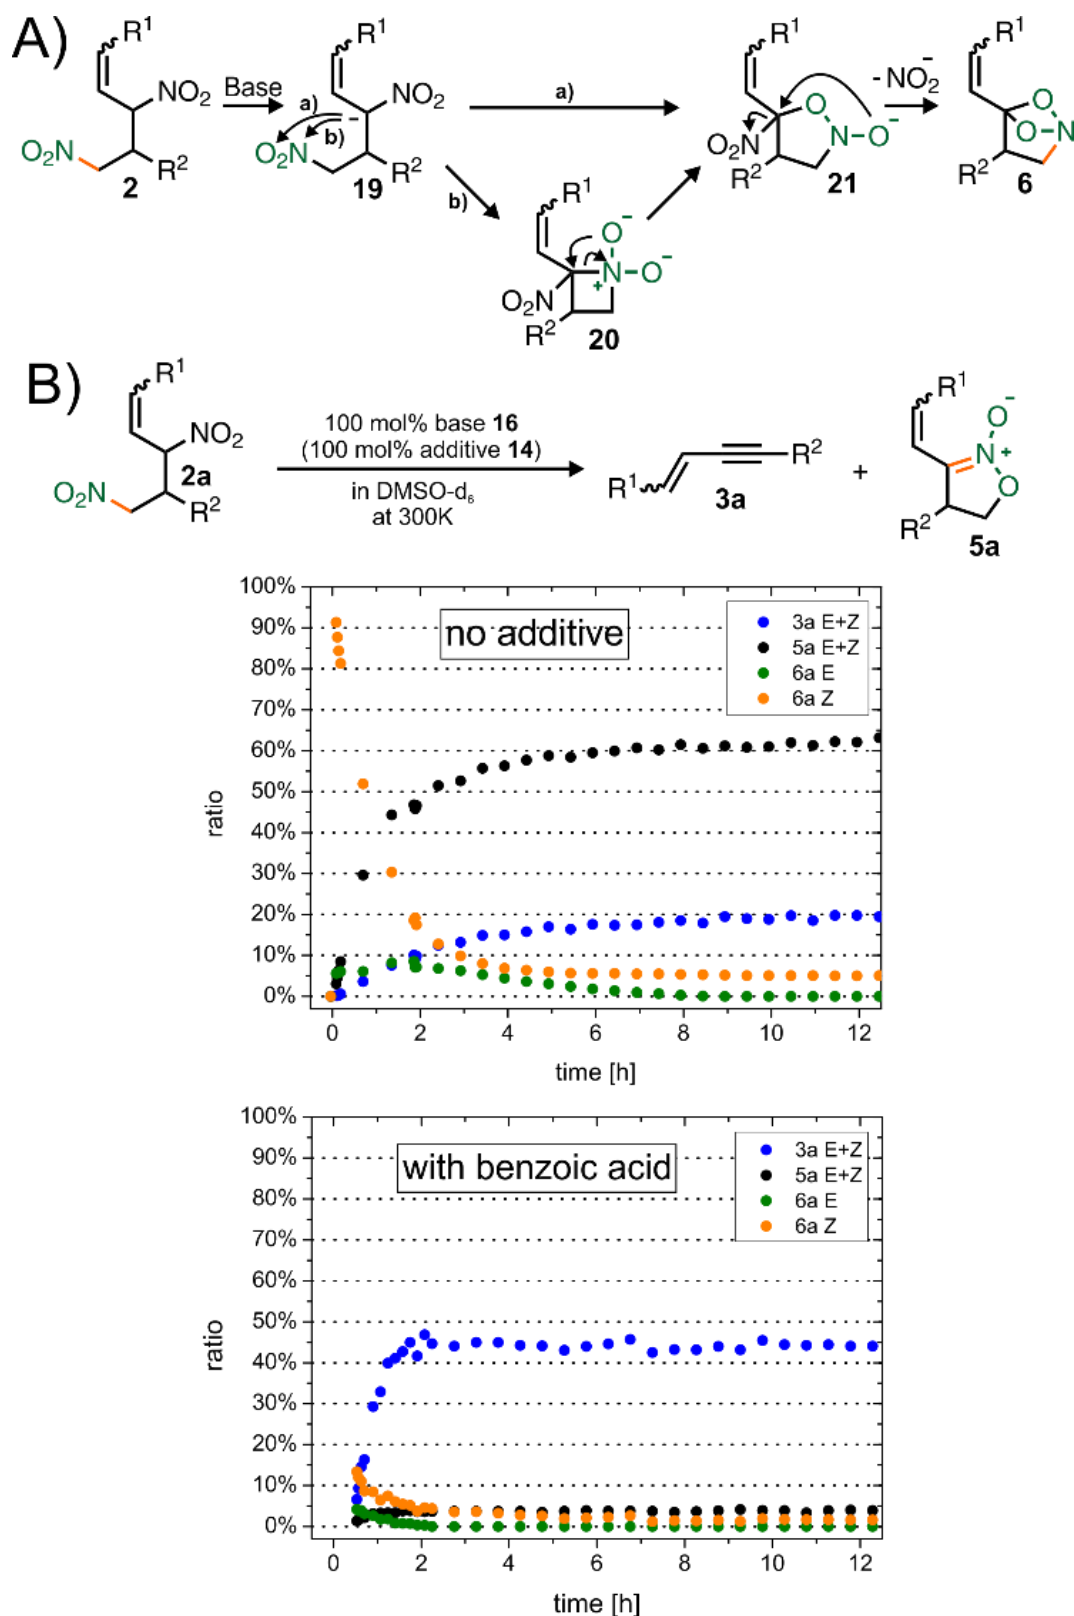 A)
R¹ R¹ R¹ R¹
NO₂ Base a) b) NO₂ a) O N O⁻ - NO₂⁻ O O N
O₂N R² 2 O₂N R² 19 O₂N R² 21 R² 6
b)
R¹
O⁻
N⁺ O⁻
O₂N
R² 20
B)
R¹ NO₂ 2a O₂N R²
100 mol% base 16
(100 mol% additive 14)
in DMSO-d₆
at 300K
R¹ R² 3a
+
R¹ O⁻ N⁺ O R² 5a
no additive
3a E+Z
5a E+Z
6a E
6a Z
100%
90%
80%
70%
60%
50%
40%
30%
20%
10%
0%
ratio
0 2 4 6 8 10 12
time [h]
with benzoic acid
3a E+Z
5a E+Z
6a E
6a Z
100%
90%
80%
70%
60%
50%
40%
30%
20%
10%
0%
ratio
0 2 4 6 8 10 12
time [h]